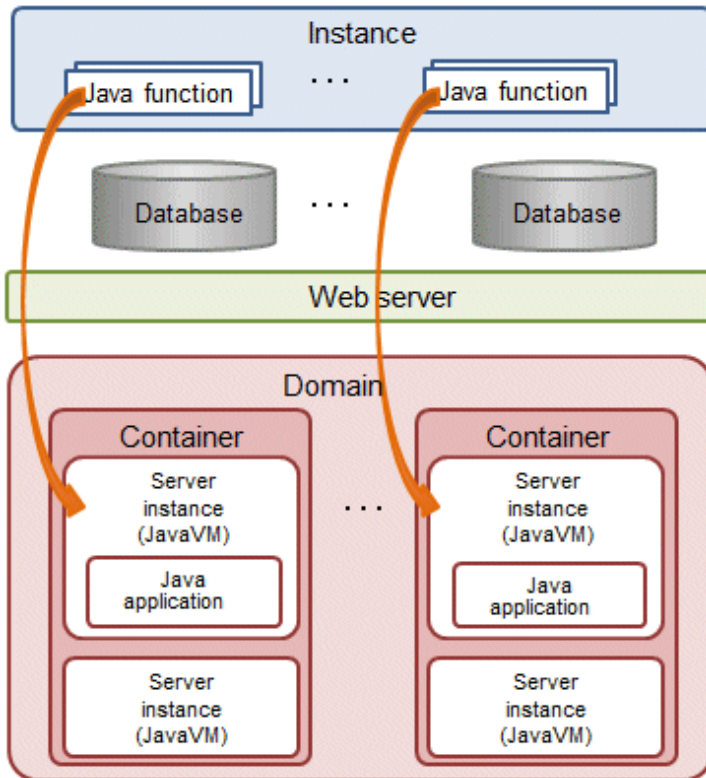 Instance
Java function
...
Java function
Database
...
Database
Web server
Domain
Container
Server
instance
(JavaVM)
Java
application
Server
instance
(JavaVM)
...
Container
Server
instance
(JavaVM)
Java
application
Server
instance
(JavaVM)